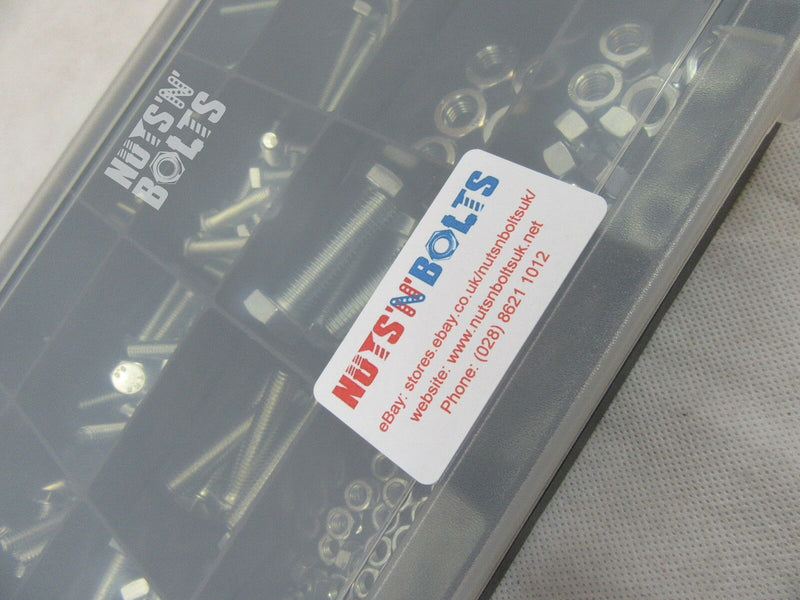 NUTS'N'
BOLTS
NUTS'N'BOLTS
eBay: stores.ebay.co.uk/nutsnboltsuk/
website: www.nutsnboltsuk.net
Phone: (028) 8621 1012